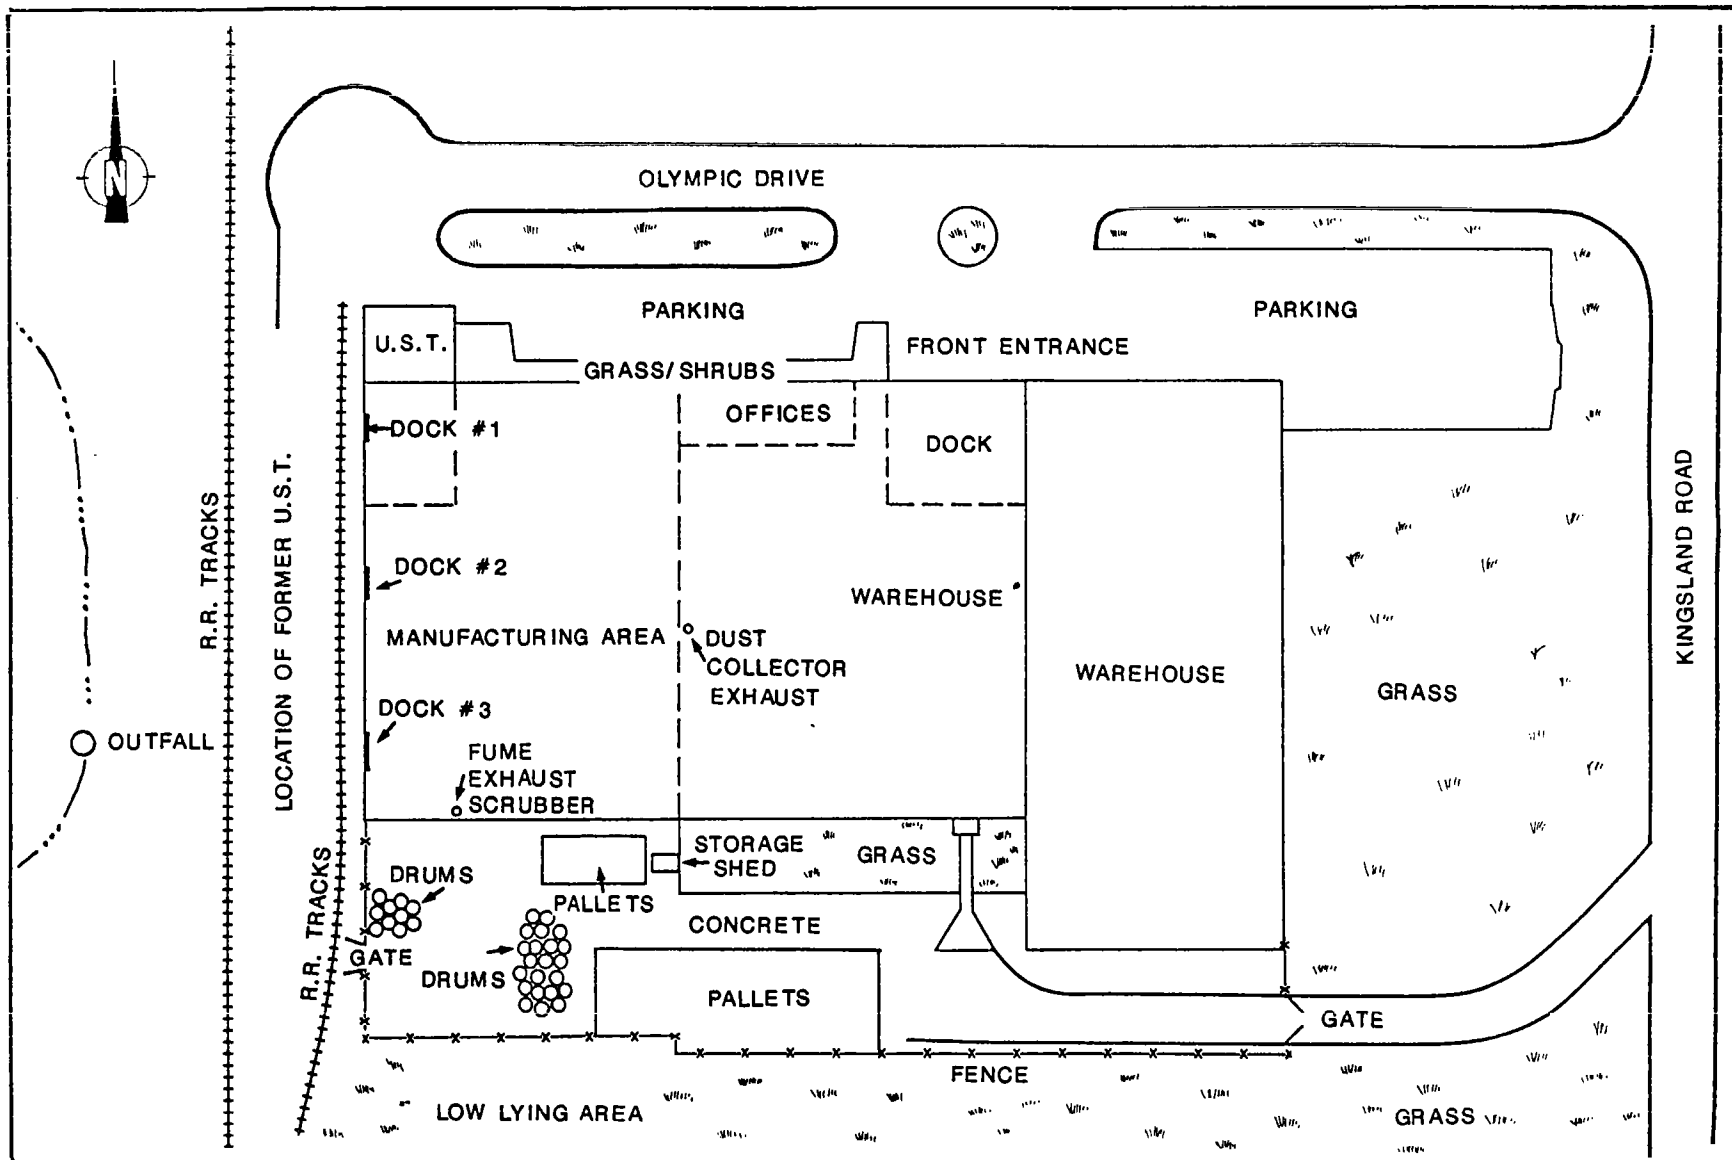 N
OLYMPIC DRIVE
PARKING
PARKING
U.S.T.
FRONT ENTRANCE
GRASS/SHRUBS
OFFICES
DOCK #1
DOCK
R.R. TRACKS
LOCATION OF FORMER U.S.T.
KINGSLAND ROAD
DOCK #2
WAREHOUSE
MANUFACTURING AREA
DUST
COLLECTOR
EXHAUST
WAREHOUSE
GRASS
DOCK #3
OUTFALL
FUME
EXHAUST
SCRUBBER
STORAGE
SHED
GRASS
DRUMS
PALLETS
CONCRETE
R.R. TRACKS
GATE
DRUMS
PALLETS
GATE
FENCE
LOW LYING AREA
GRASS